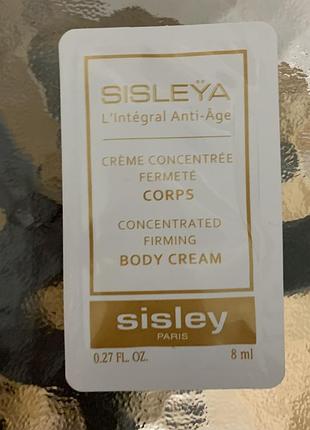 SISLEŸA
L'Intégral Anti-Âge
CRÈME CONCENTRÉE
FERMETÉ
CORPS
CONCENTRATED
FIRMING
BODY CREAM
sisley
PARIS
0.27 FL. OZ. 8 ml